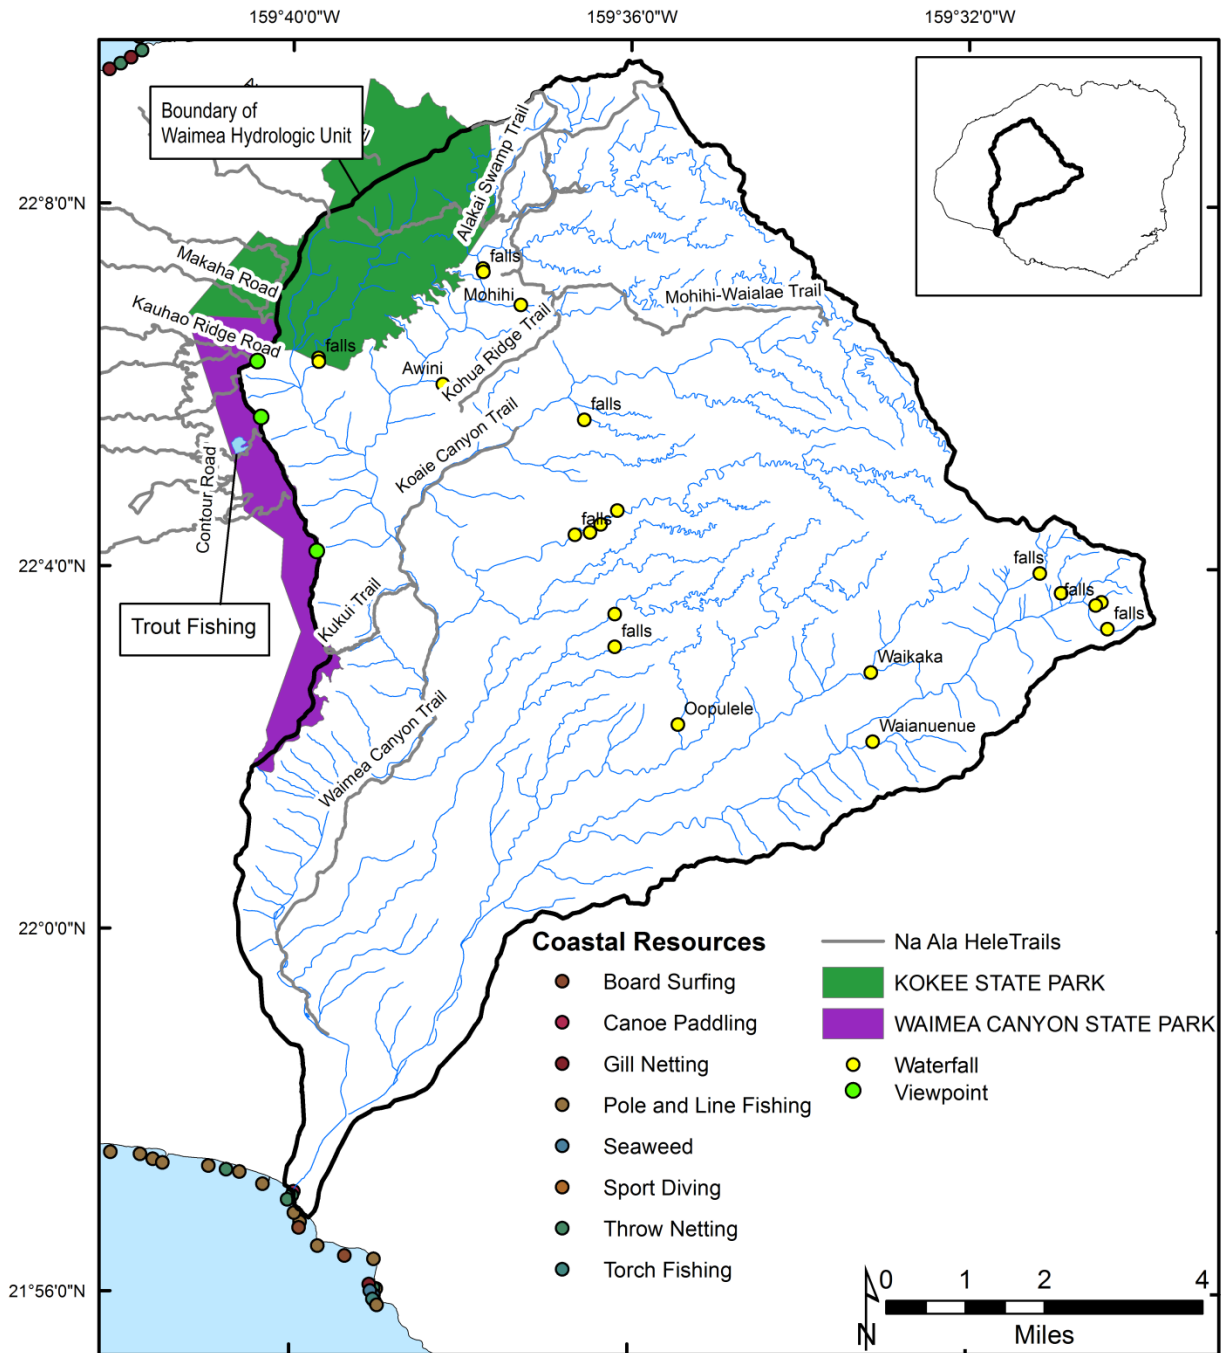 159°40'0"W
159°36'0"W
159°32'0"W
Boundary of
Waimea Hydrologic Unit
22°8'0"N
Alakai Swamp Trail
falls
Makaha Road
Mohihi
Mohihi-Waialae Trail
Kauhao Ridge Road
falls
Awini
Kohua Ridge Trail
falls
Koaie Canyon Trail
Contour Road
falls
22°4'0"N
falls
falls
Kukui Trail
falls
Trout Fishing
falls
Waikaka
Oopulele
Waianuenue
Waimea Canyon Trail
22°0'0"N
Coastal Resources
Board Surfing
Canoe Paddling
Gill Netting
Pole and Line Fishing
Seaweed
Sport Diving
Throw Netting
Torch Fishing
Na Ala HeleTrails
KOKEE STATE PARK
WAIMEA CANYON STATE PARK
Waterfall
Viewpoint
21°56'0"N
N
0 1 2 4
Miles